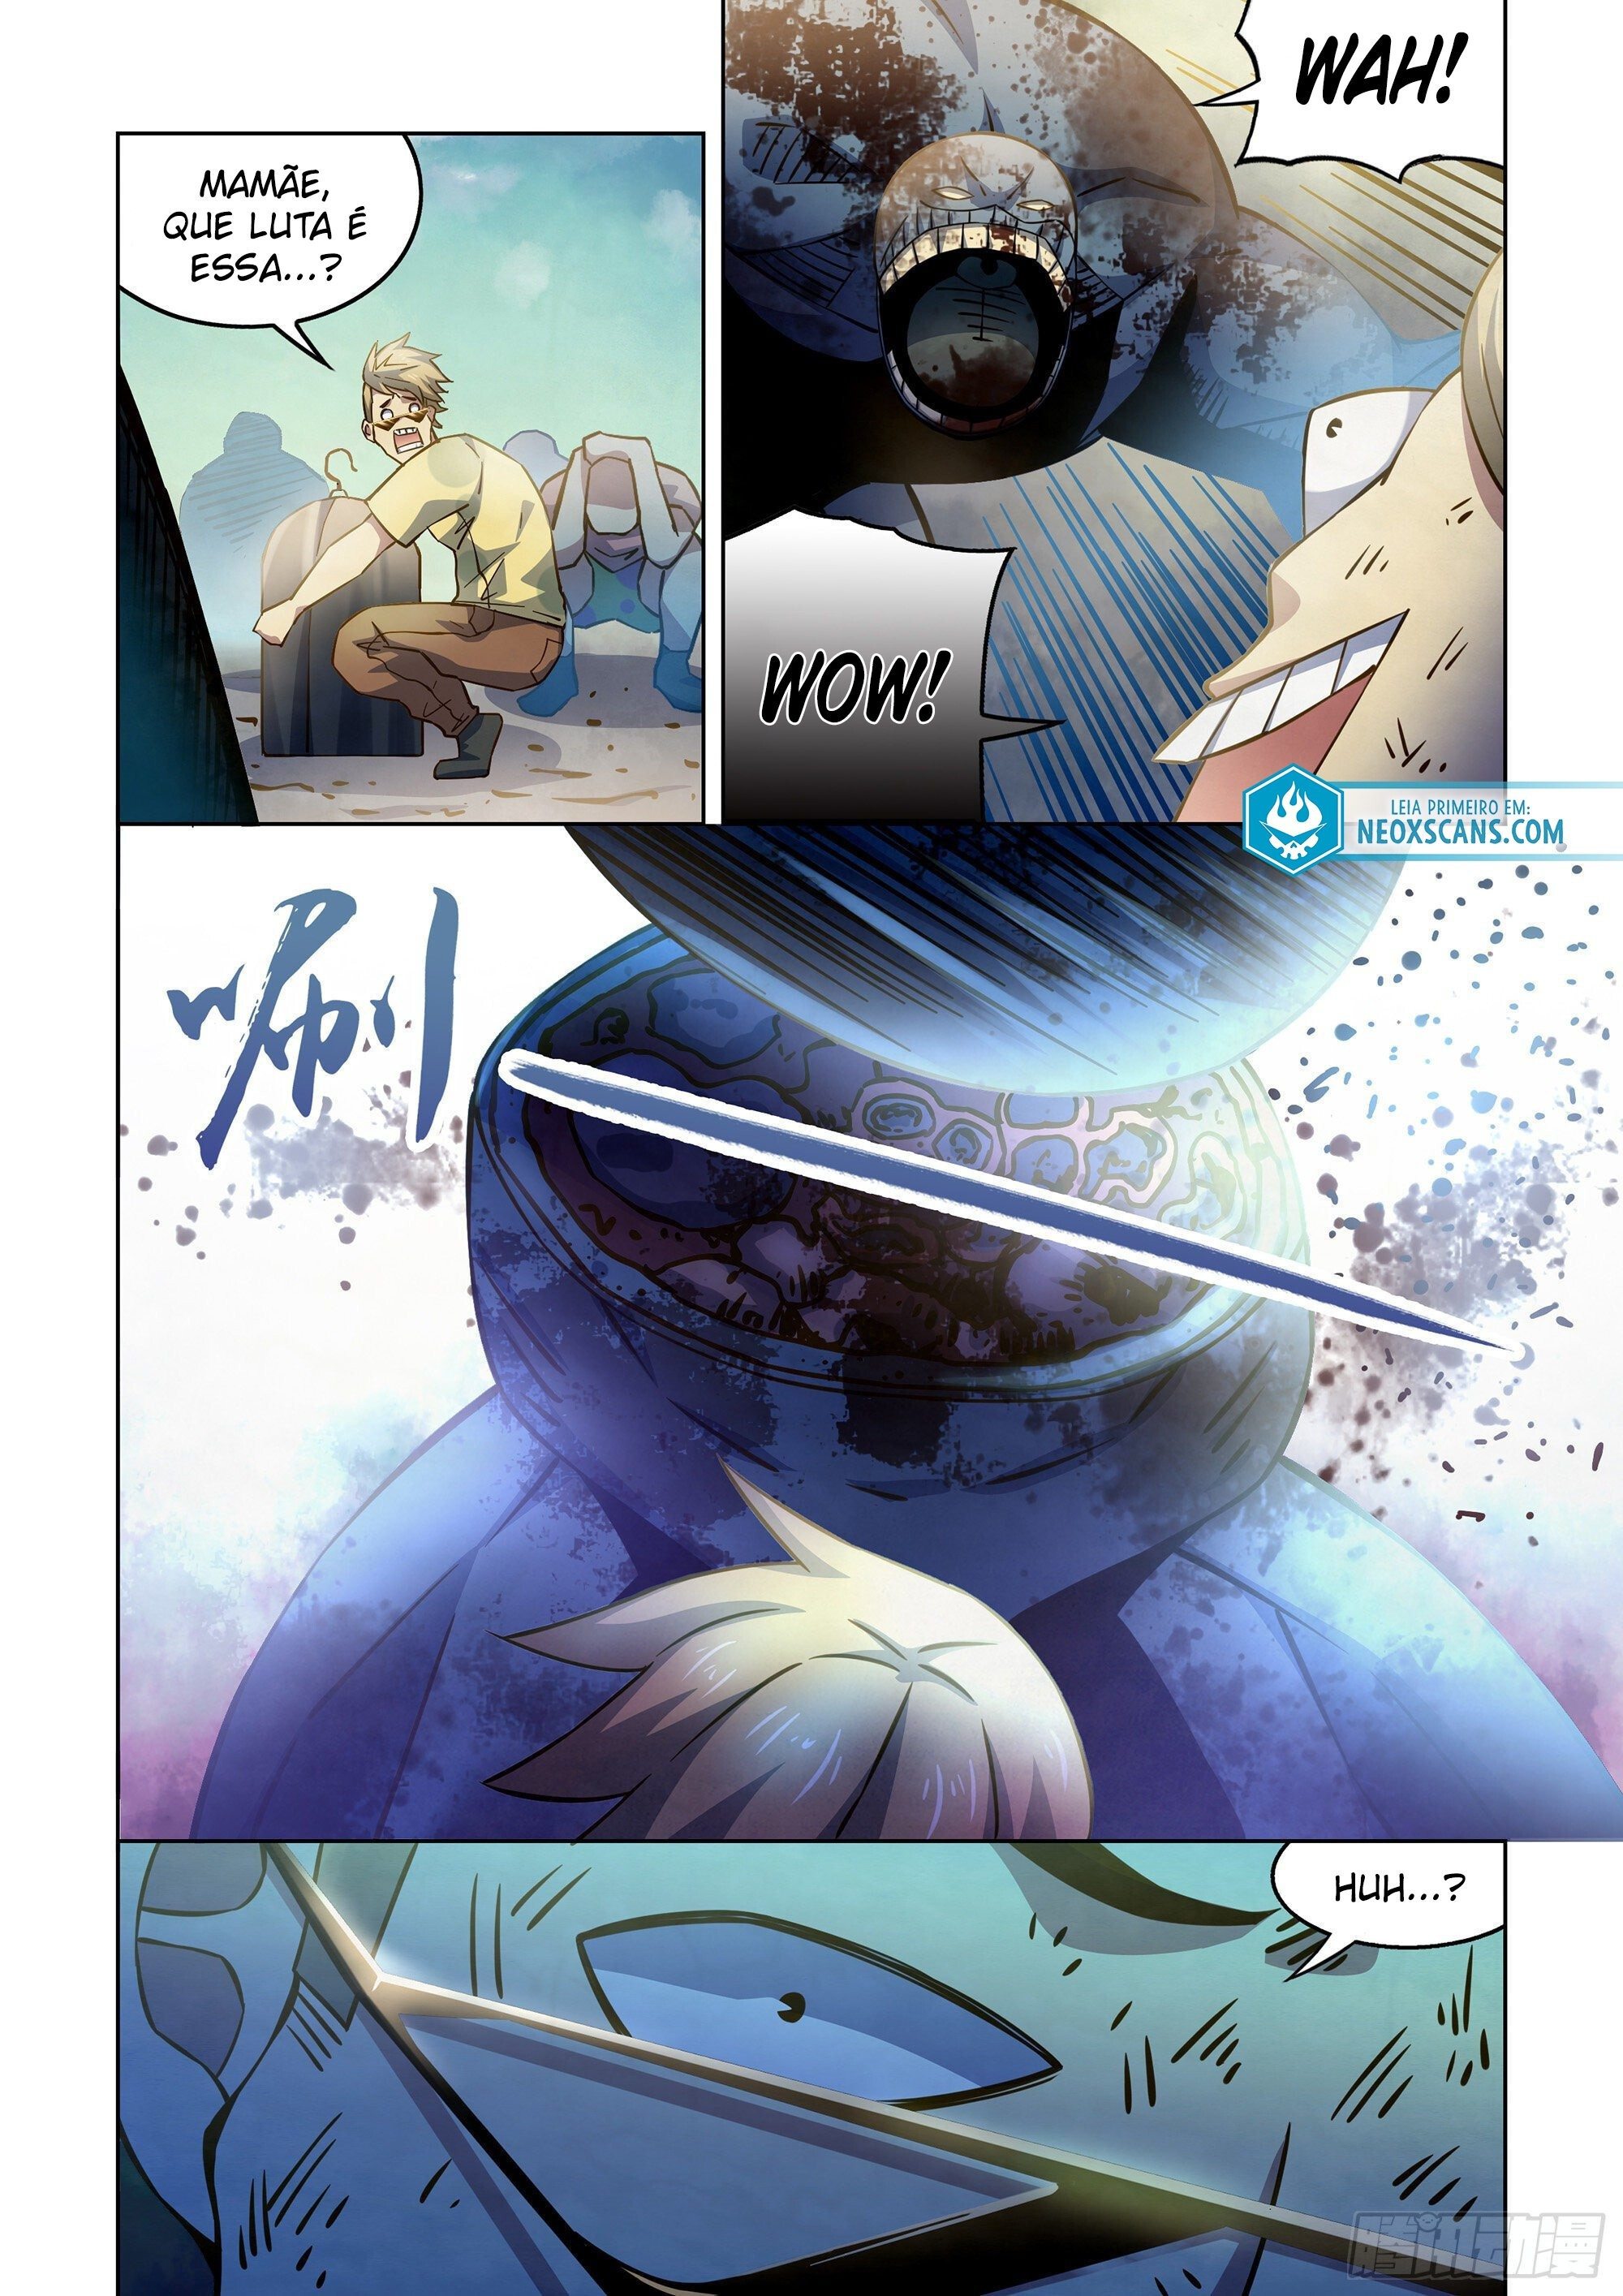 WAH!
MAMÃE,
QUE LUTA É
ESSA...?
WOW!
LEIA PRIMEIRO EM:
NEOXSCANS.COM
唰
HUH...?
腾讯动漫